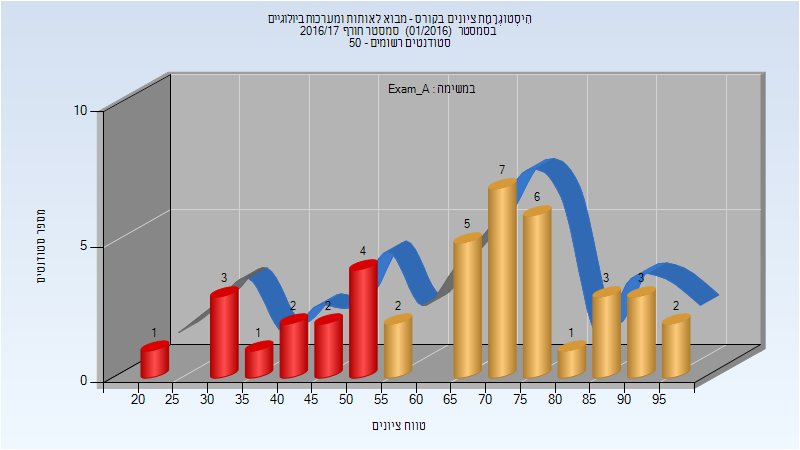 היסטוגרמת ציונים בקורס - מבוא לאותות ומערכות ביולוגיים
בסמסטר (01/2016) סמסטר חורף 2016/17
סטודנטים רשומים - 50
במשימה : Exam_A
מספר סטודנטים
10
5
0
1
3
1
2
2
4
2
5
7
6
1
3
3
2
20 25 30 35 40 45 50 55 60 65 70 75 80 85 90 95
טווח ציונים